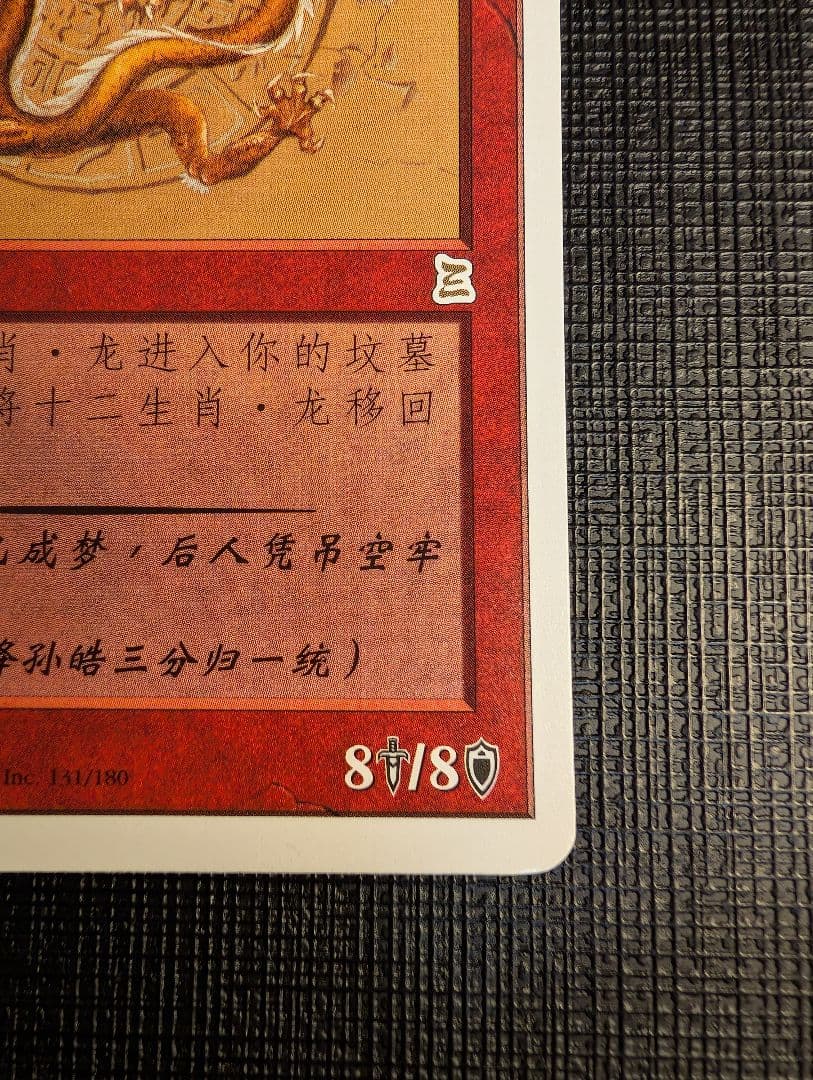 三
肖·龙进入你的坟墓
将十二生肖·龙移回
成梦，后人凭吊空牢
降孙皓三分归一统）
Inc. 131/180
8/8